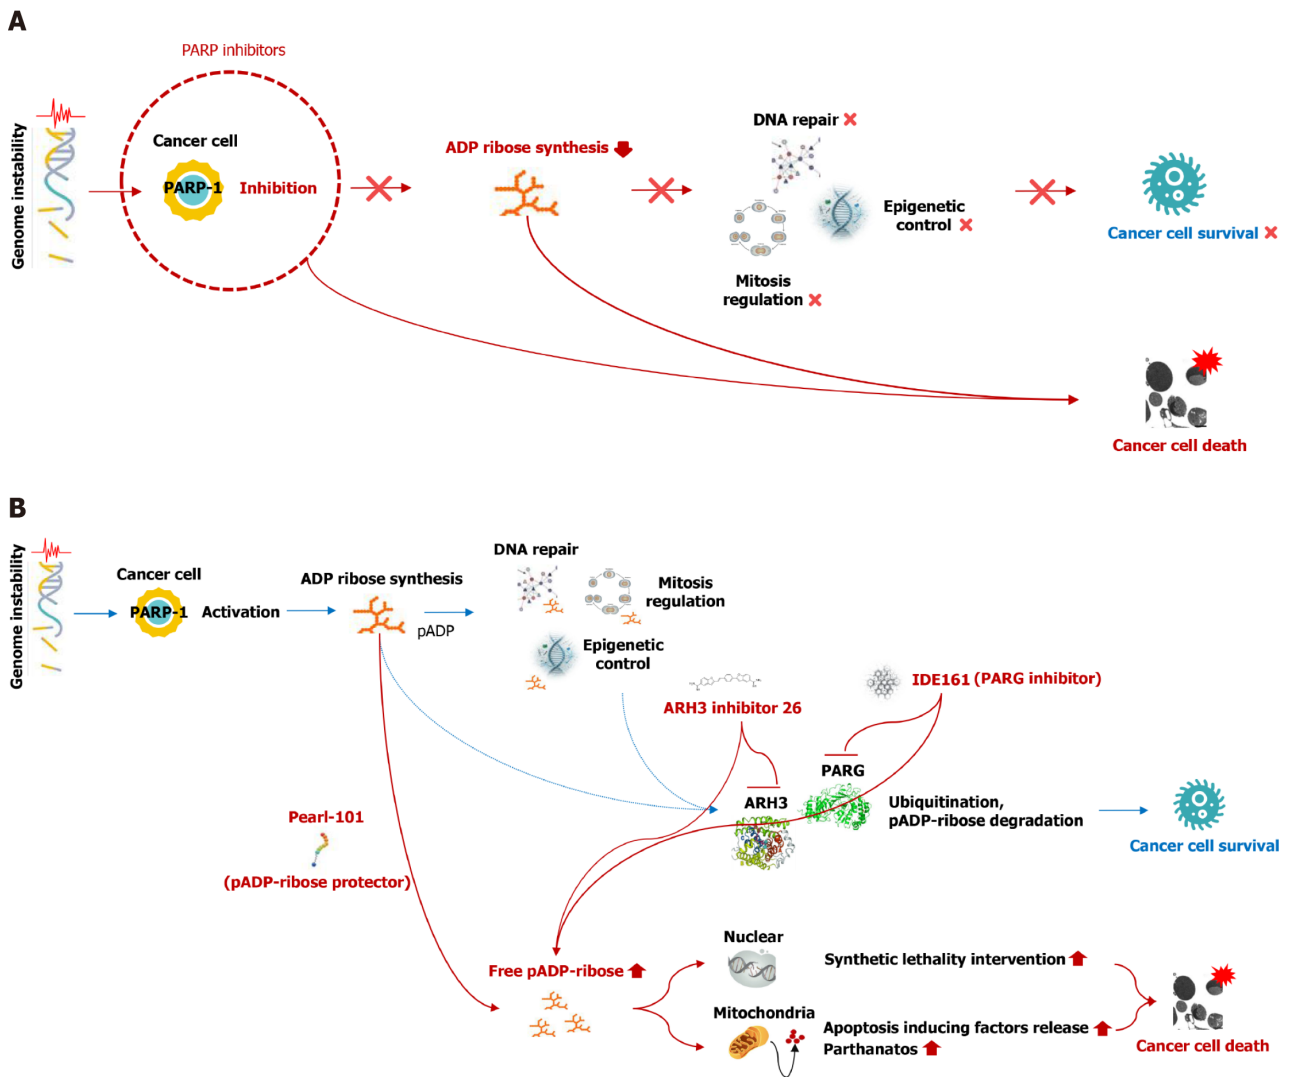 A
PARP inhibitors
Genome instability
Cancer cell
PARP-1
Inhibition
ADP ribose synthesis
DNA repair
Epigenetic
control
Mitosis
regulation
Cancer cell survival
Cancer cell death
B
Genome instability
Cancer cell
PARP-1
Activation
ADP ribose synthesis
pADP
DNA repair
Mitosis
regulation
Epigenetic
control
ARH3 inhibitor 26
IDE161 (PARG inhibitor)
PARG
ARH3
Ubiquitination,
pADP-ribose degradation
Cancer cell survival
Pearl-101
(pADP-ribose protector)
Free pADP-ribose
Nuclear
Synthetic lethality intervention
Mitochondria
Apoptosis inducing factors release
Parthanatos
Cancer cell death